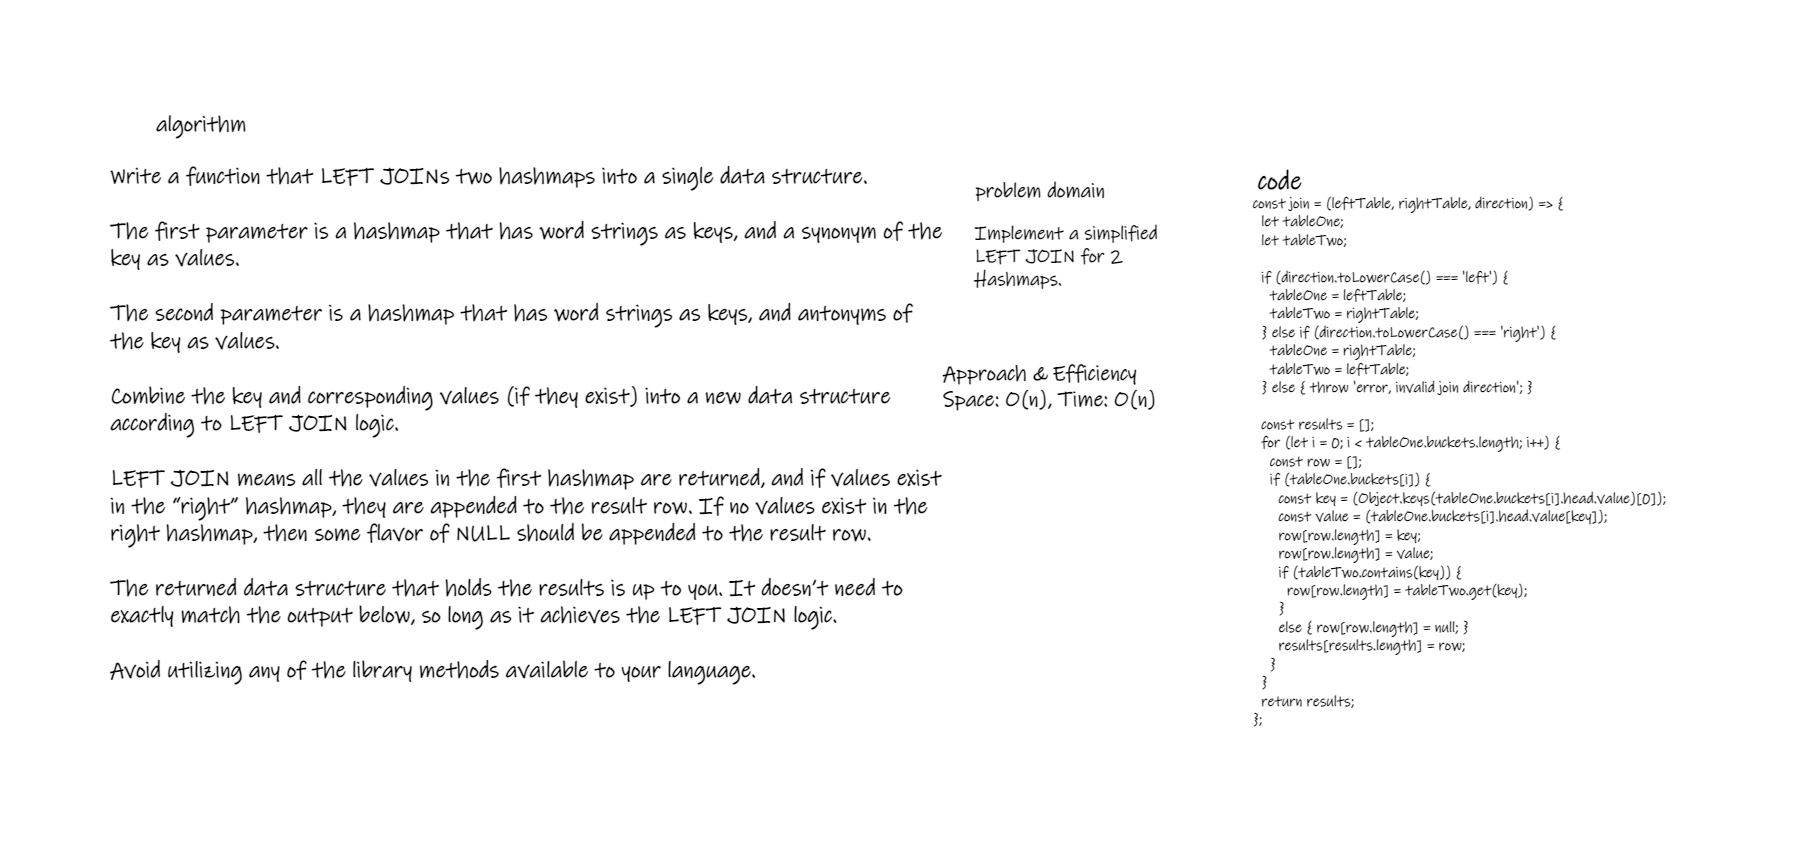 algorithm
Write a function that LEFT JOINs two hashmaps into a single data structure.
The first parameter is a hashmap that has word strings as keys, and a synonym of the
key as values.
The second parameter is a hashmap that has word strings as keys, and antonyms of
the key as values.
Combine the key and corresponding values (if they exist) into a new data structure
according to LEFT JOIN logic.
LEFT JOIN means all the values in the first hashmap are returned, and if values exist
in the “right” hashmap, they are appended to the result row. If no values exist in the
right hashmap, then some flavor of NULL should be appended to the result row.
The returned data structure that holds the results is up to you. It doesn’t need to
exactly match the output below, so long as it achieves the LEFT JOIN logic.
Avoid utilizing any of the library methods available to your language.
problem domain
Implement a simplified
LEFT JOIN for 2
Hashmaps.
Approach & Efficiency
Space: O(n), Time: O(n)
code
const join = (leftTable, rightTable, direction) => {
  let tableOne;
  let tableTwo;
  if (direction.toLowerCase() === 'left') {
    tableOne = leftTable;
    tableTwo = rightTable;
  } else if (direction.toLowerCase() === 'right') {
    tableOne = rightTable;
    tableTwo = leftTable;
  } else { throw 'error, invalid join direction'; }
  const results = [];
  for (let i = 0; i < tableOne.buckets.length; i++) {
    const row = [];
    if (tableOne.buckets[i]) {
      const key = (Object.keys(tableOne.buckets[i].head.value)[0]);
      const value = (tableOne.buckets[i].head.value[key]);
      row[row.length] = key;
      row[row.length] = value;
      if (tableTwo.contains(key)) {
        row[row.length] = tableTwo.get(key);
      }
      else { row[row.length] = null; }
      results[results.length] = row;
    }
  }
  return results;
};